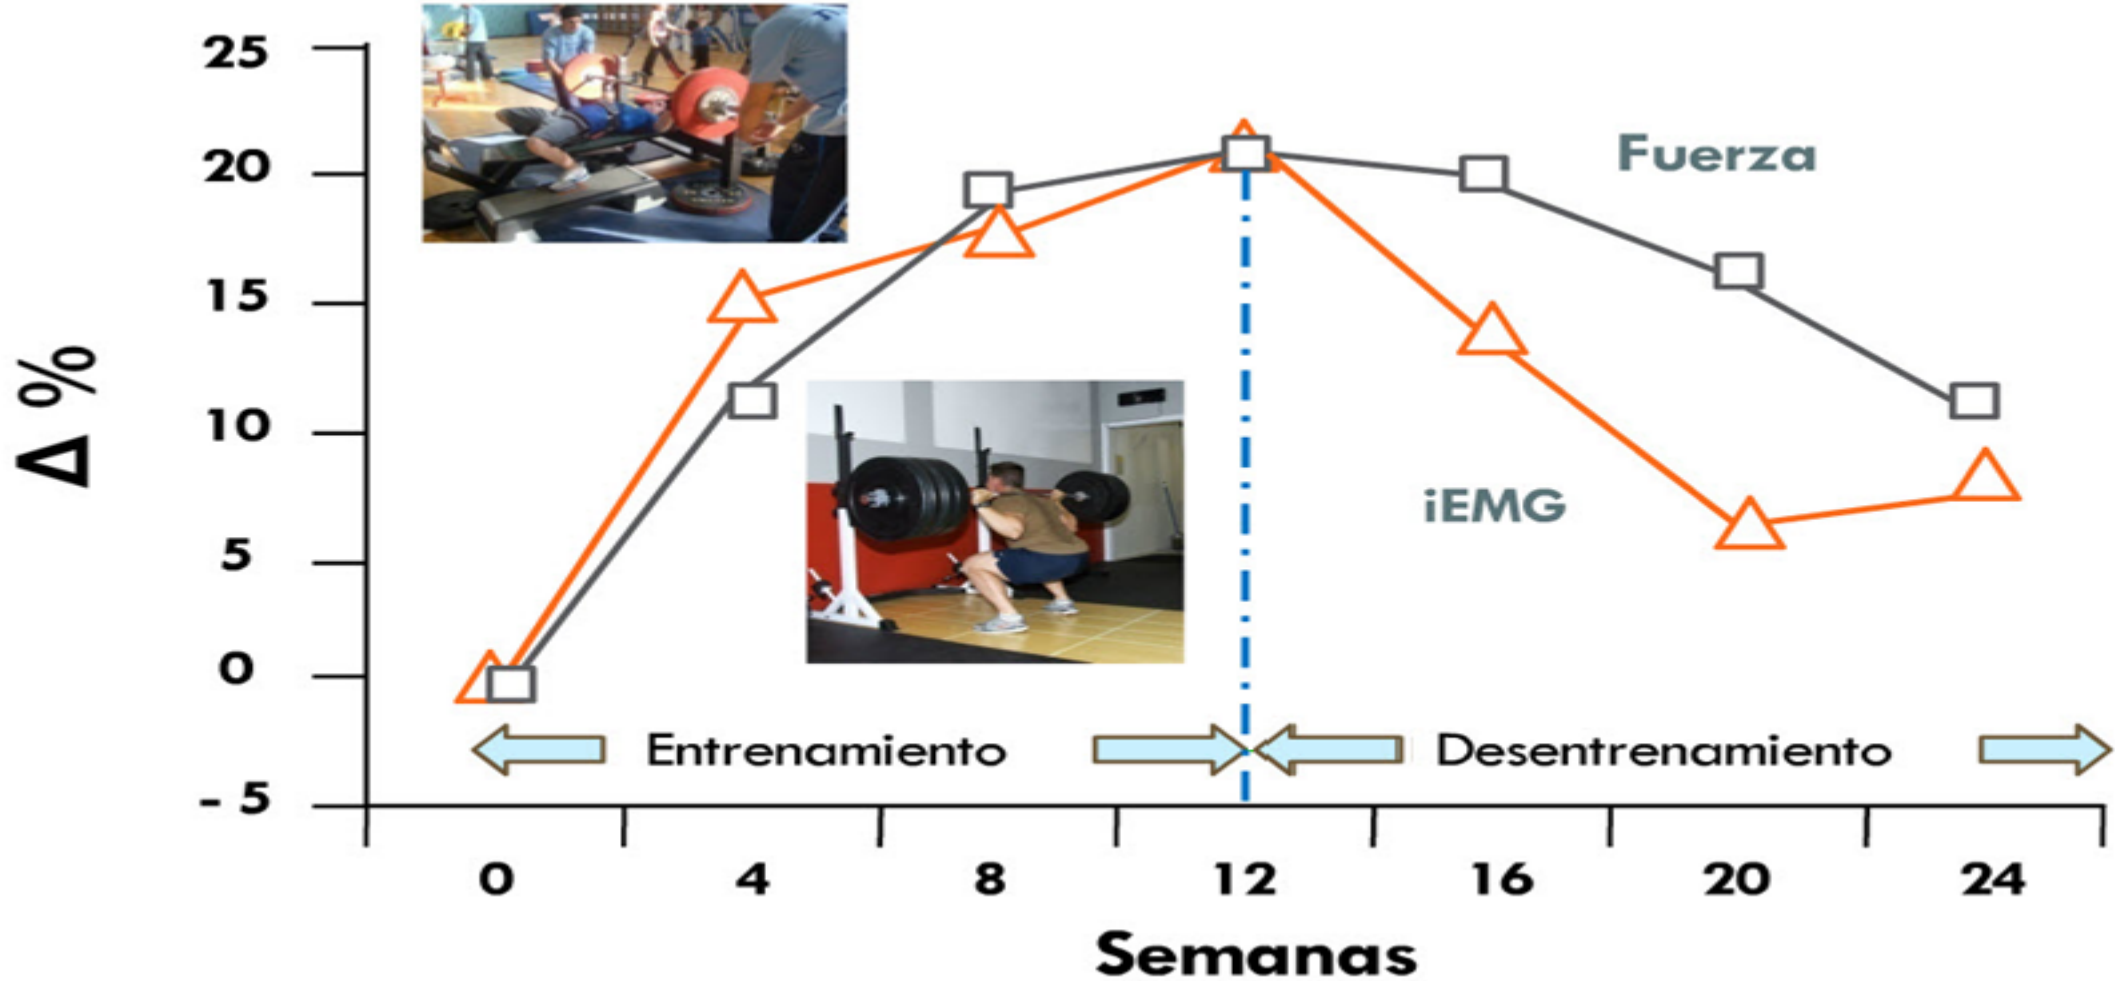 25
20
15
10
5
0
- 5
Δ %
Fuerza
iEMG
Entrenamiento
Desentrenamiento
0 4 8 12 16 20 24
Semanas